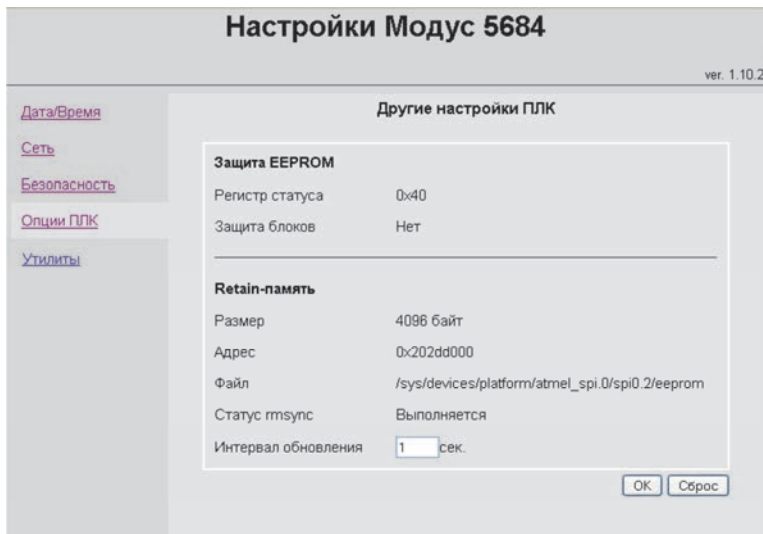 Настройки Модус 5684
ver. 1.10.2
Дата/Время
Сеть
Безопасность
Опции ПЛК
Утилиты
Другие настройки ПЛК
Защита EEPROM
Регистр статуса 0x40
Защита блоков Нет
Retain-память
Размер 4096 байт
Адрес 0x202dd000
Файл /sys/devices/platform/atmel_spi.0/spi0.2/eeprom
Статус rmsync Выполняется
Интервал обновления 1 сек.
OK Сброс